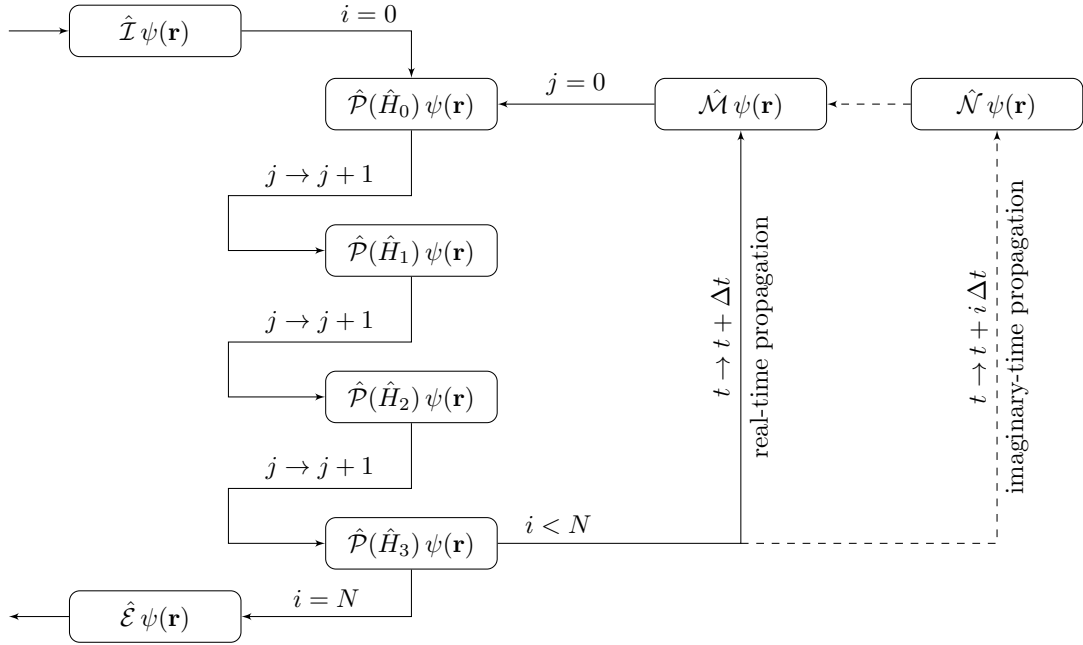 i = 0
Î ψ(r)
P̂(Ĥ₀) ψ(r)
j = 0
M̂ ψ(r)
N̂ ψ(r)
j → j + 1
P̂(Ĥ₁) ψ(r)
j → j + 1
P̂(Ĥ₂) ψ(r)
j → j + 1
P̂(Ĥ₃) ψ(r)
i < N
t → t + Δt
real-time propagation
t → t + i Δt
imaginary-time propagation
i = N
Ê ψ(r)